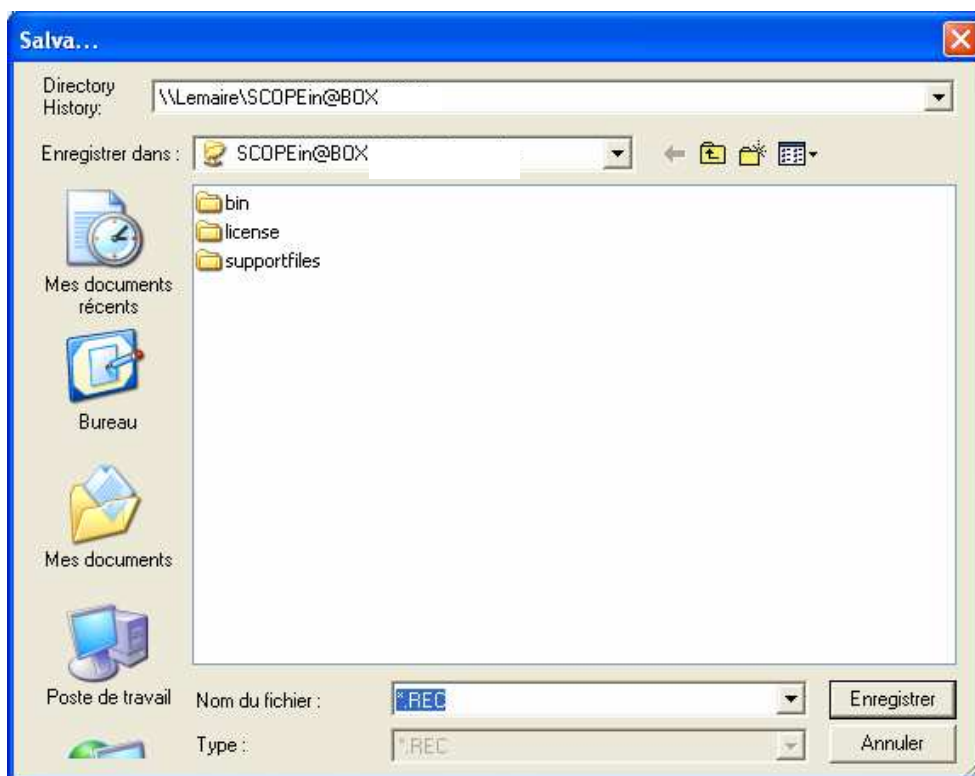 Salva...
Directory
History:
\\Lemaire\SCOPEin@BOX
Enregistrer dans :
SCOPEin@BOX
bin
license
supportfiles
Mes documents
récents
Bureau
Mes documents
Poste de travail
Nom du fichier :
*.REC
Enregistrer
Type :
*.REC
Annuler